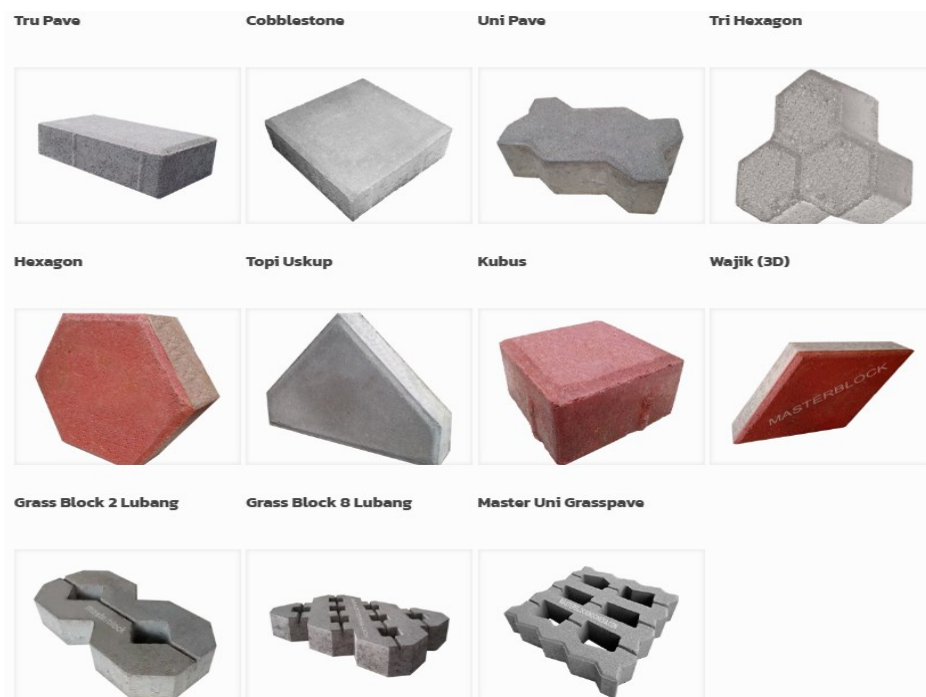 Tru Pave
Cobblestone
Uni Pave
Tri Hexagon
Hexagon
Topi Uskup
Kubus
Wajik (3D)
MASTERBLOCK
Grass Block 2 Lubang
Grass Block 8 Lubang
Master Uni Grasspave
masterblock